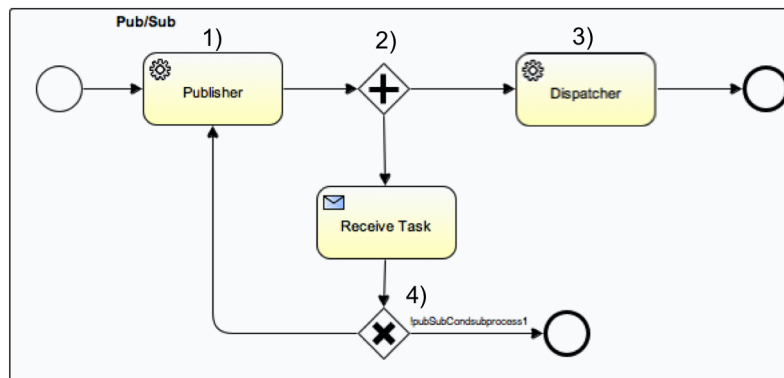 Pub/Sub
1)
2)
3)
Publisher
Dispatcher
Receive Task
4)
!pubSubCondsubprocess1